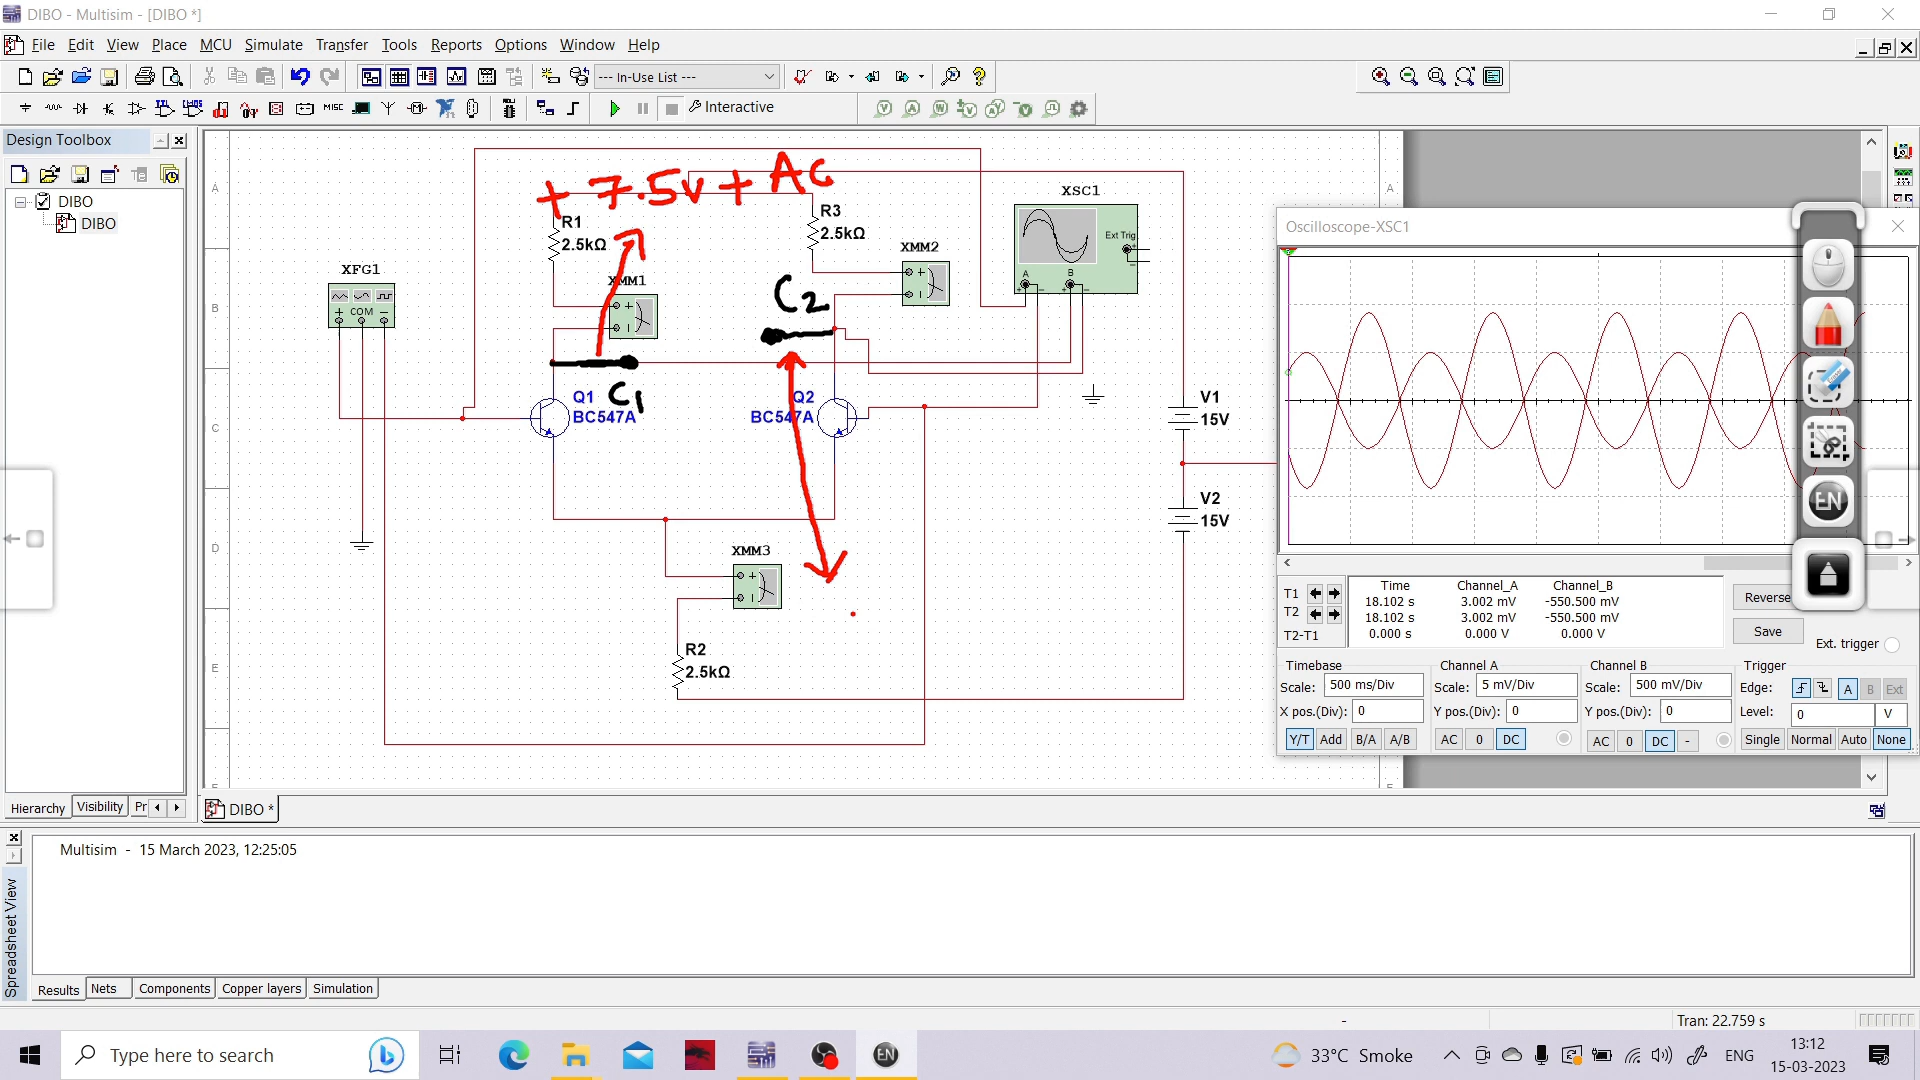 DIBO - Multisim - [DIBO *]
File Edit View Place MCU Simulate Transfer Tools Reports Options Window Help
--- In-Use List ---
MISC
Interactive
Design Toolbox
DIBO
DIBO
A
B
C
D
E
A
+ 7.5v + AC
R1
2.5kΩ
R3
2.5kΩ
XSC1
Ext Trig
A B
XMM2
XFG1
COM
XMM1
C2
C1
Q1
BC547A
Q2
BC547A
V1
15V
V2
15V
XMM3
R2
2.5kΩ
Oscilloscope-XSC1
EN
T1
T2
T2-T1
Time Channel_A Channel_B
18.102 s 3.002 mV -550.500 mV
18.102 s 3.002 mV -550.500 mV
0.000 s 0.000 V 0.000 V
Reverse
Save
Ext. trigger
Timebase Channel A Channel B Trigger
Scale: 500 ms/Div Scale: 5 mV/Div Scale: 500 mV/Div Edge: A B Ext
X pos.(Div): 0 Y pos.(Div): 0 Y pos.(Div): 0 Level: 0 V
Y/T Add B/A A/B AC 0 DC AC 0 DC - Single Normal Auto None
Hierarchy Visibility Pr
DIBO *
Multisim - 15 March 2023, 12:25:05
Spreadsheet View
Results Nets Components Copper layers Simulation
- Tran: 22.759 s
Type here to search
EN
33°C Smoke
ENG
13:12
15-03-2023